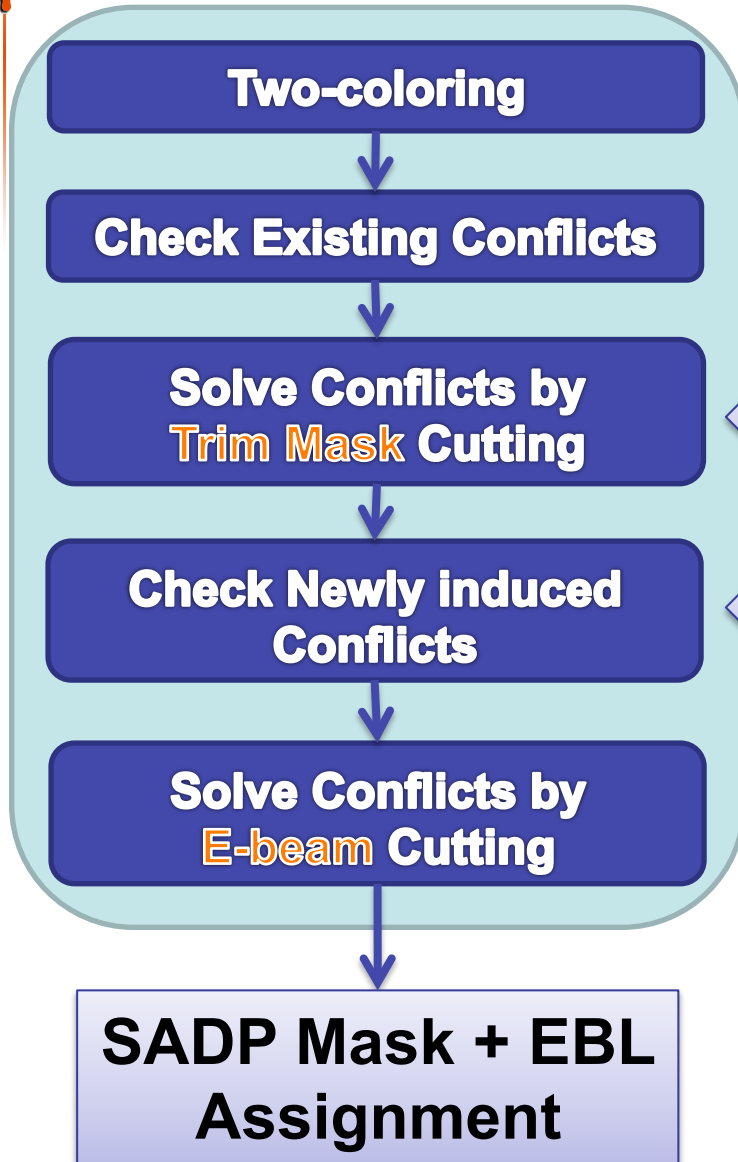 Two-coloring
Check Existing Conflicts
Solve Conflicts by
Trim Mask Cutting
Check Newly induced
Conflicts
Solve Conflicts by
E-beam Cutting
SADP Mask + EBL
Assignment